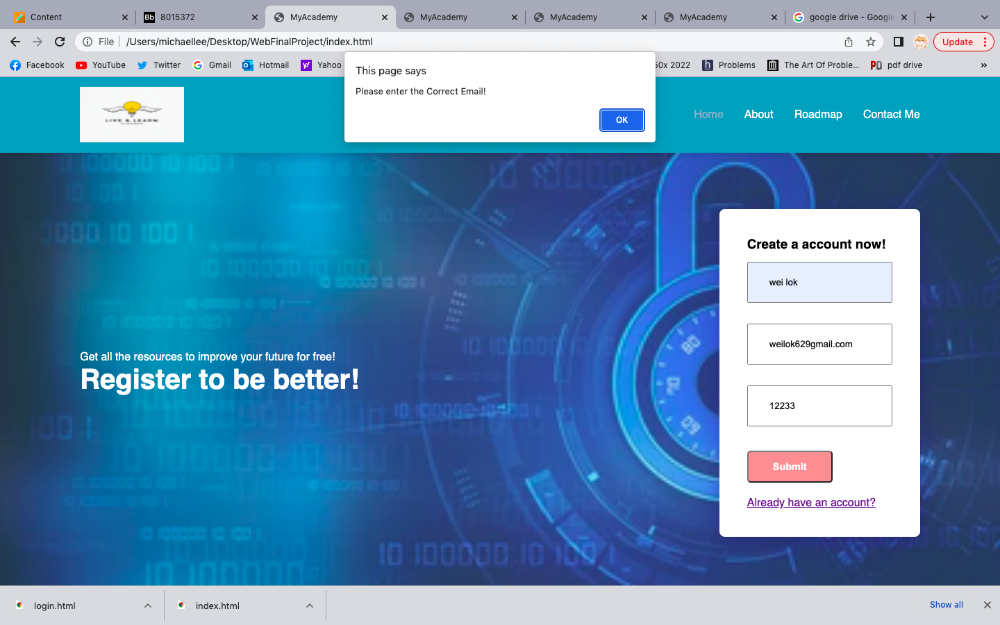 Content
Bb 8015372
MyAcademy
MyAcademy
MyAcademy
MyAcademy
google drive - Google
File /Users/michaellee/Desktop/WebFinalProject/index.html
Update
Facebook
YouTube
Twitter
Gmail
Hotmail
Yahoo
50x 2022
Problems
The Art Of Proble...
pdf drive
This page says
Please enter the Correct Email!
OK
LIVE & LEARN
Home
About
Roadmap
Contact Me
Create a account now!
wei lok
weilok629gmail.com
12233
Submit
Already have an account?
Get all the resources to improve your future for free!
Register to be better!
login.html
index.html
Show all